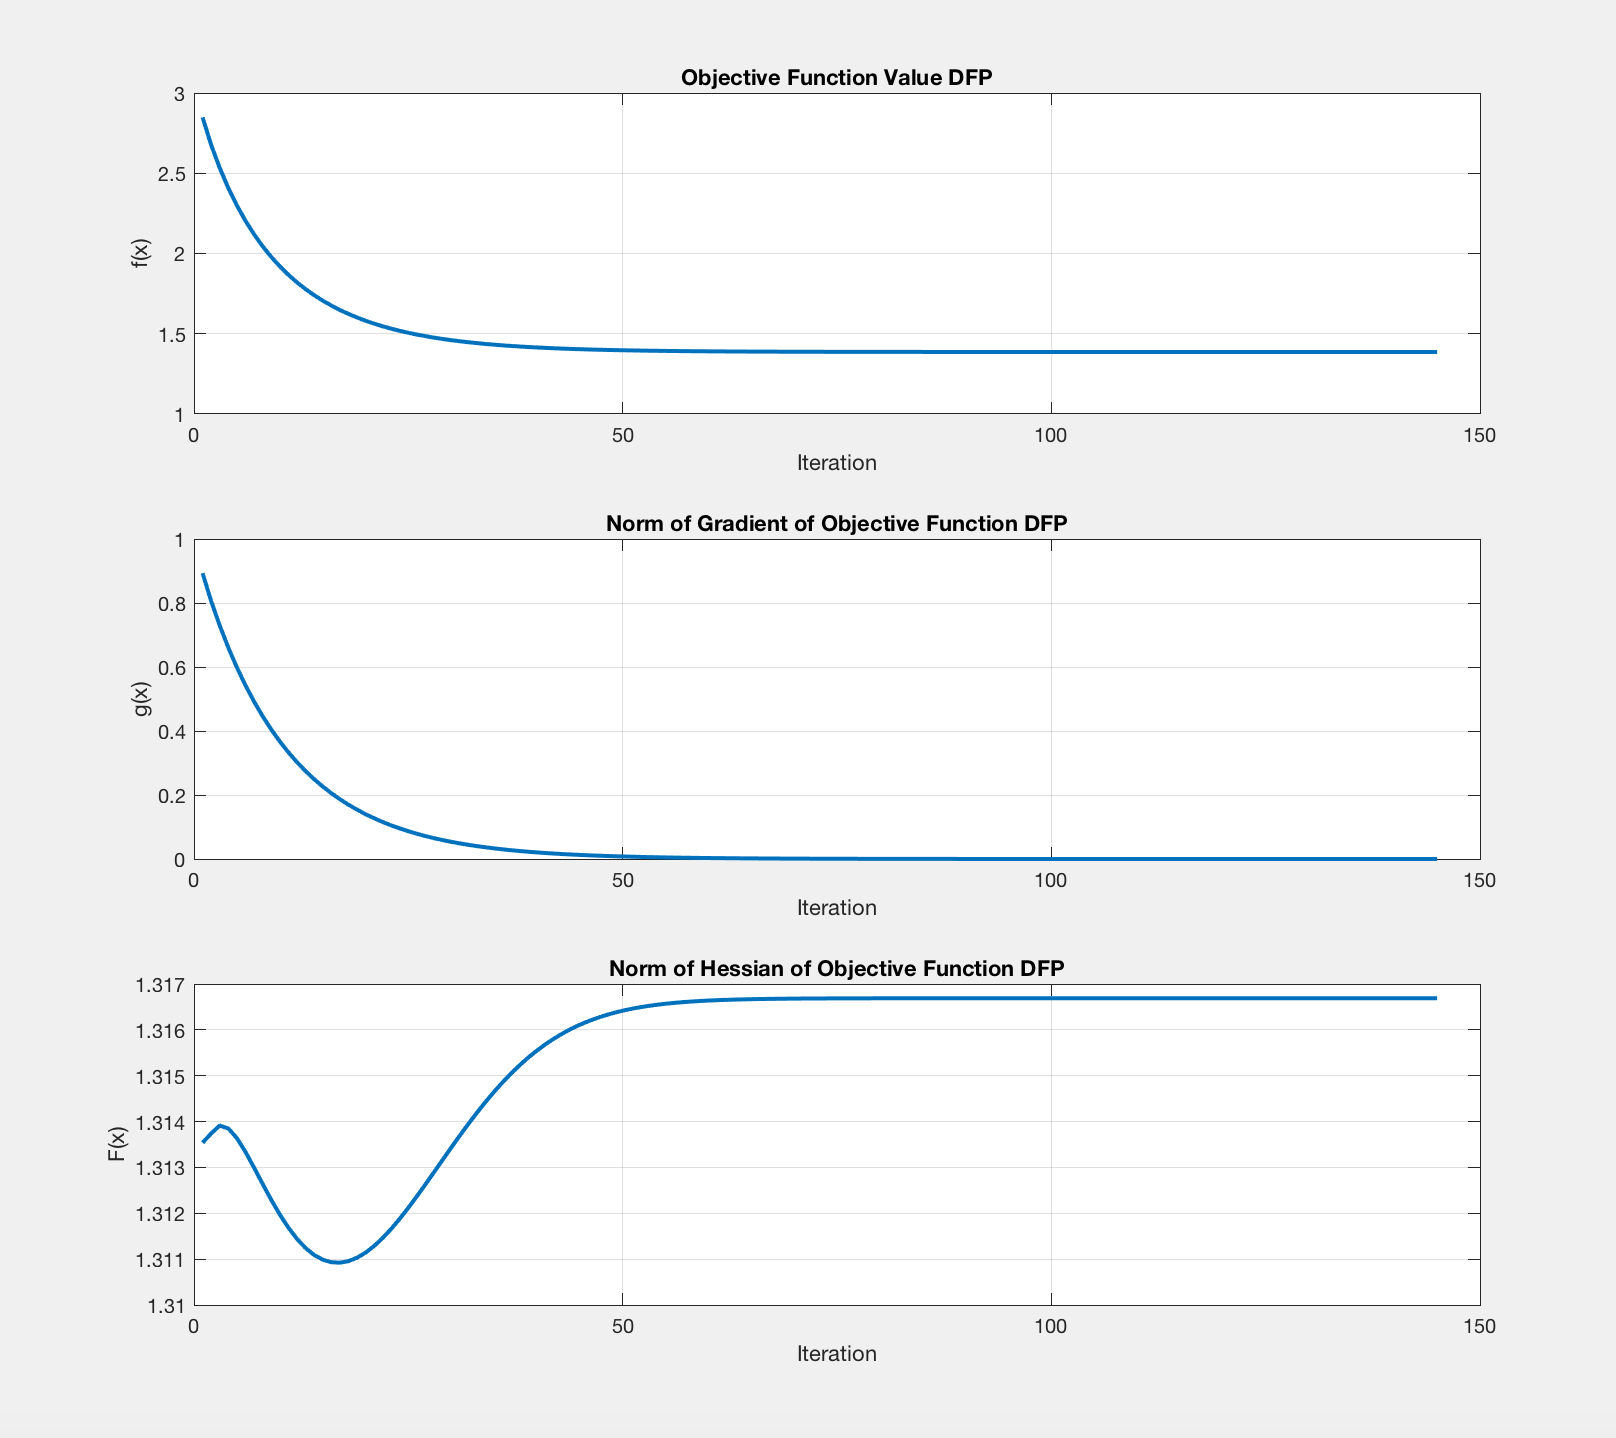 Objective Function Value DFP
3
2.5
2
1.5
1
f(x)
0 50 100 150
Iteration
Norm of Gradient of Objective Function DFP
1
0.8
0.6
0.4
0.2
0
g(x)
0 50 100 150
Iteration
Norm of Hessian of Objective Function DFP
1.317
1.316
1.315
1.314
1.313
1.312
1.311
1.31
F(x)
0 50 100 150
Iteration